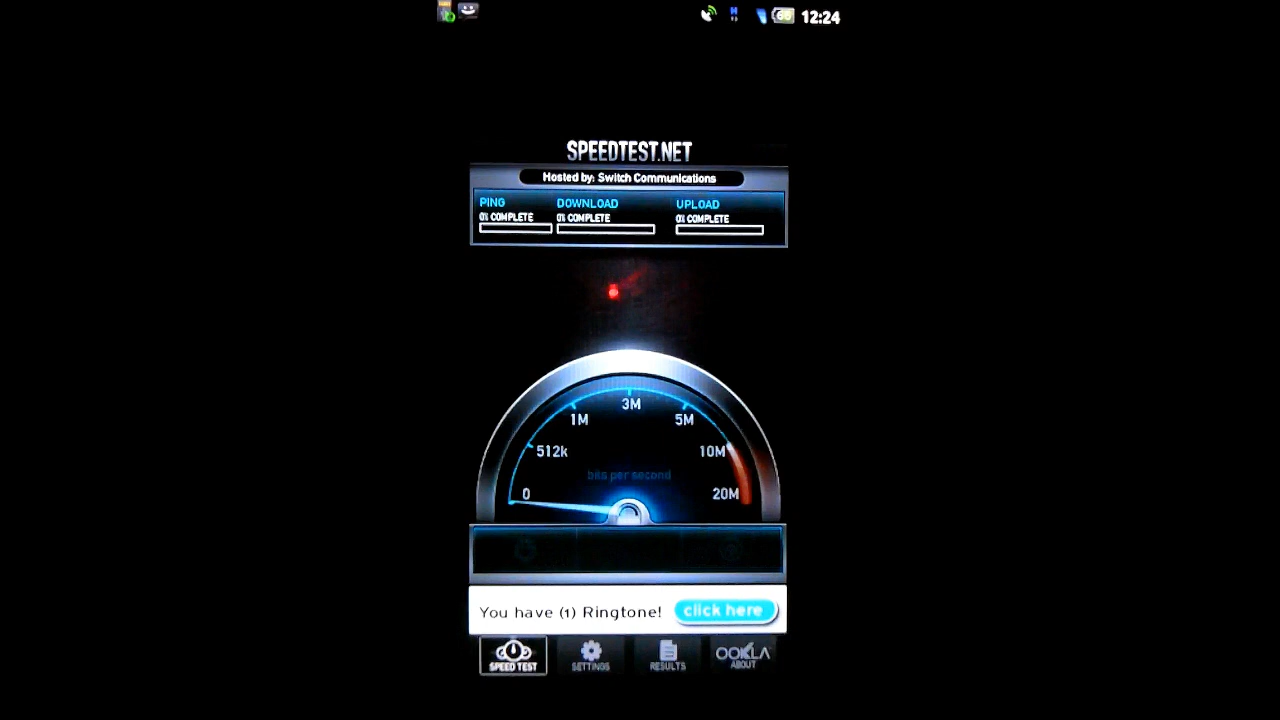 12:24
SPEEDTEST.NET
Hosted by: Switch Communications
PING DOWNLOAD UPLOAD
0% COMPLETE 0% COMPLETE 0% COMPLETE
3M
1M 5M
512k 10M
bits per second
0 20M
You have (1) Ringtone! click here
SPEED TEST SETTINGS RESULTS OOKLA ABOUT